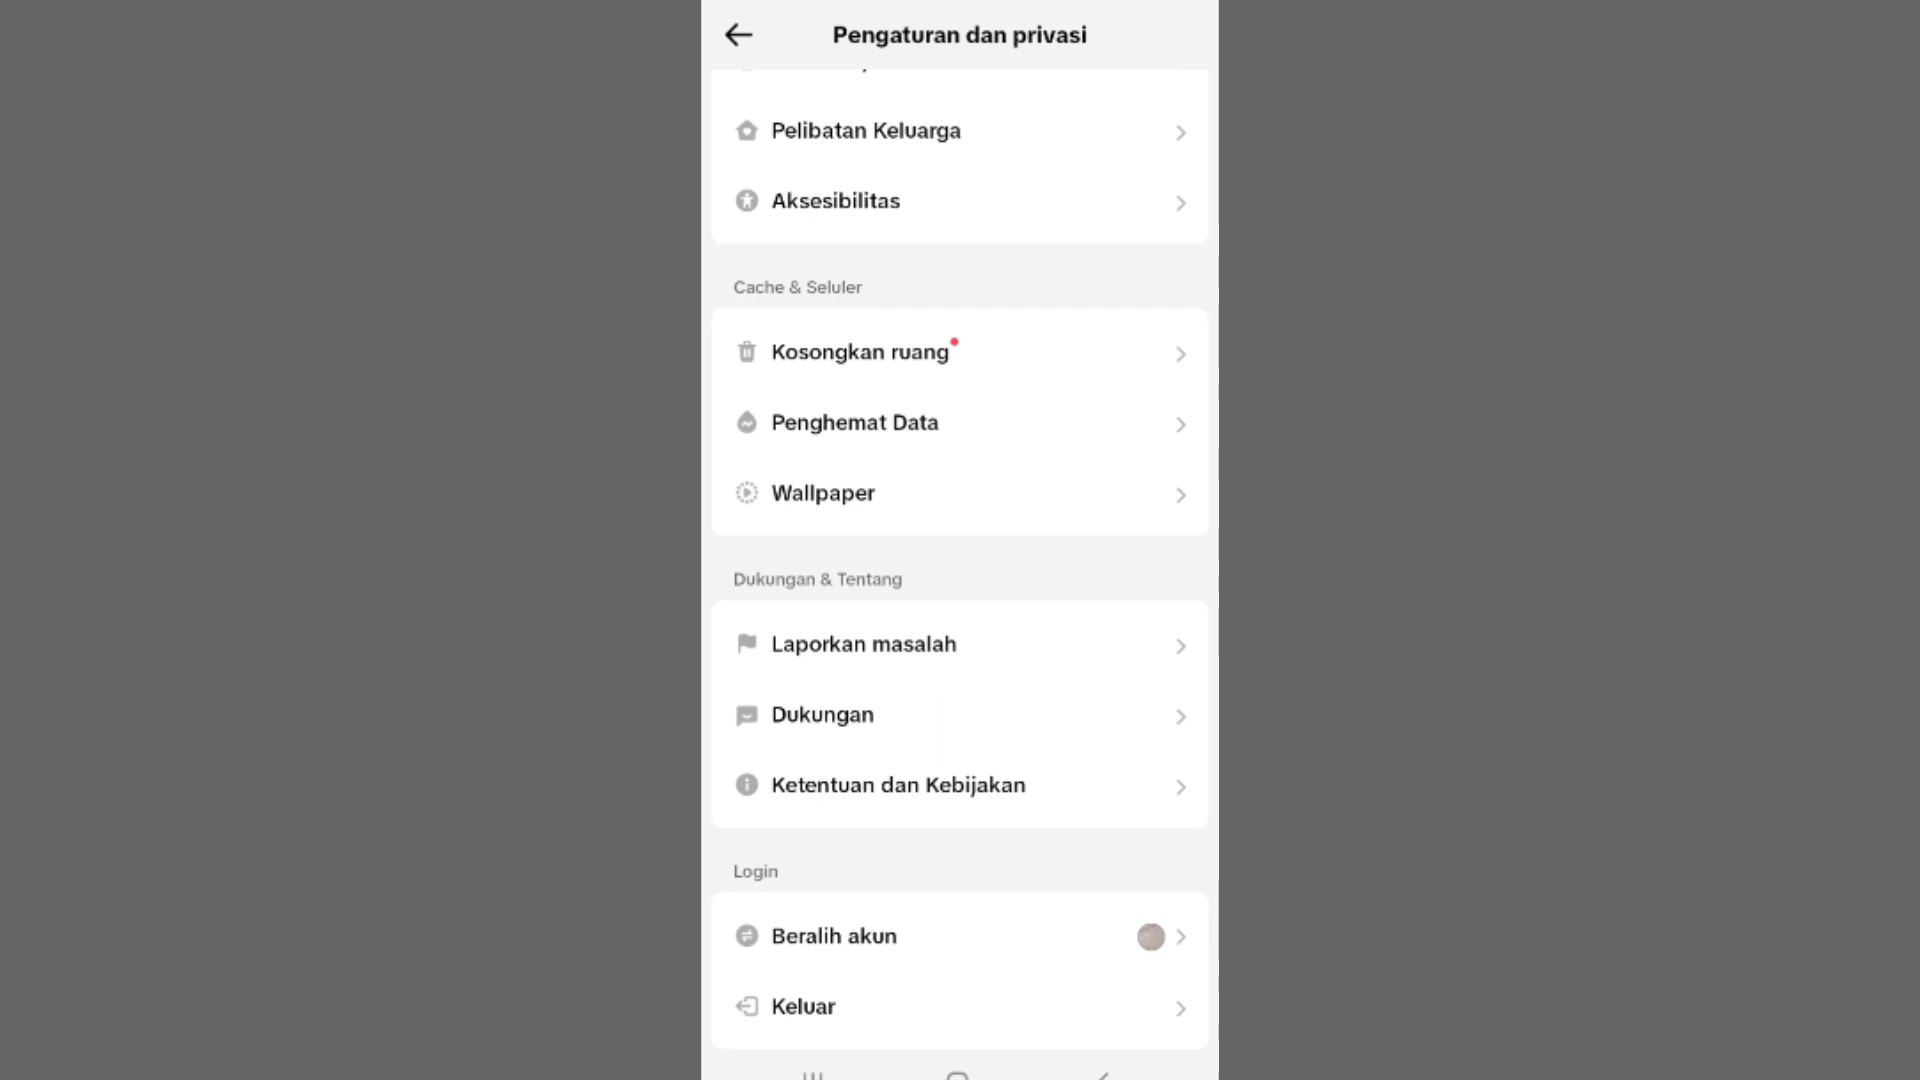 Pengaturan dan privasi
Pelibatan Keluarga
Aksesibilitas
Cache & Seluler
Kosongkan ruang
Penghemat Data
Wallpaper
Dukungan & Tentang
Laporkan masalah
Dukungan
Ketentuan dan Kebijakan
Login
Beralih akun
Keluar